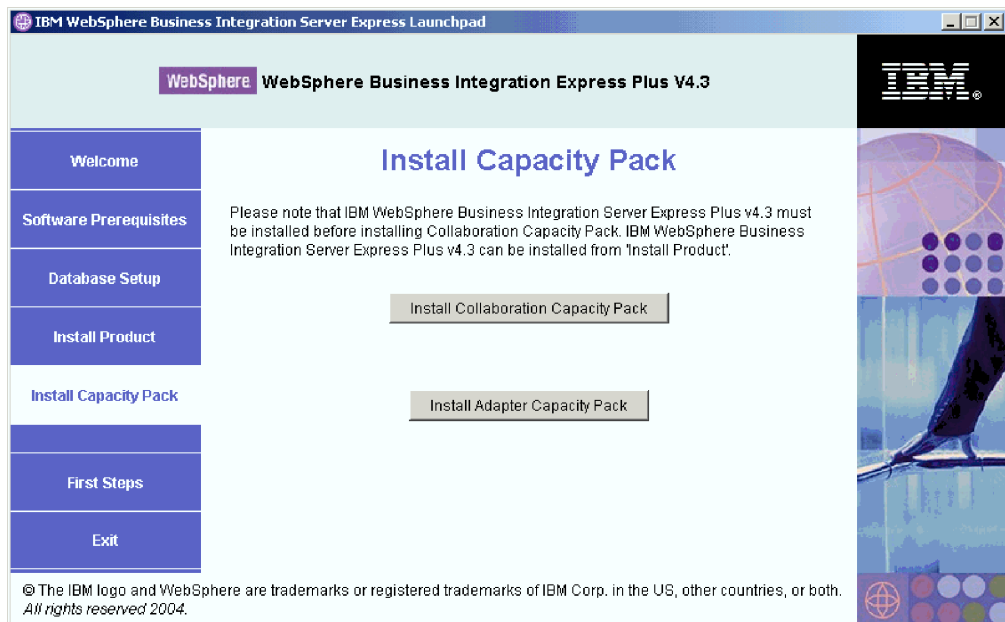 IBM WebSphere Business Integration Server Express Launchpad
WebSphere. WebSphere Business Integration Express Plus V4.3
IBM®
Welcome
Software Prerequisites
Database Setup
Install Product
Install Capacity Pack
First Steps
Exit
Install Capacity Pack
Please note that IBM WebSphere Business Integration Server Express Plus v4.3 must
be installed before installing Collaboration Capacity Pack. IBM WebSphere Business
Integration Server Express Plus v4.3 can be installed from 'Install Product'.
Install Collaboration Capacity Pack
Install Adapter Capacity Pack
© The IBM logo and WebSphere are trademarks or registered trademarks of IBM Corp. in the US, other countries, or both.
All rights reserved 2004.